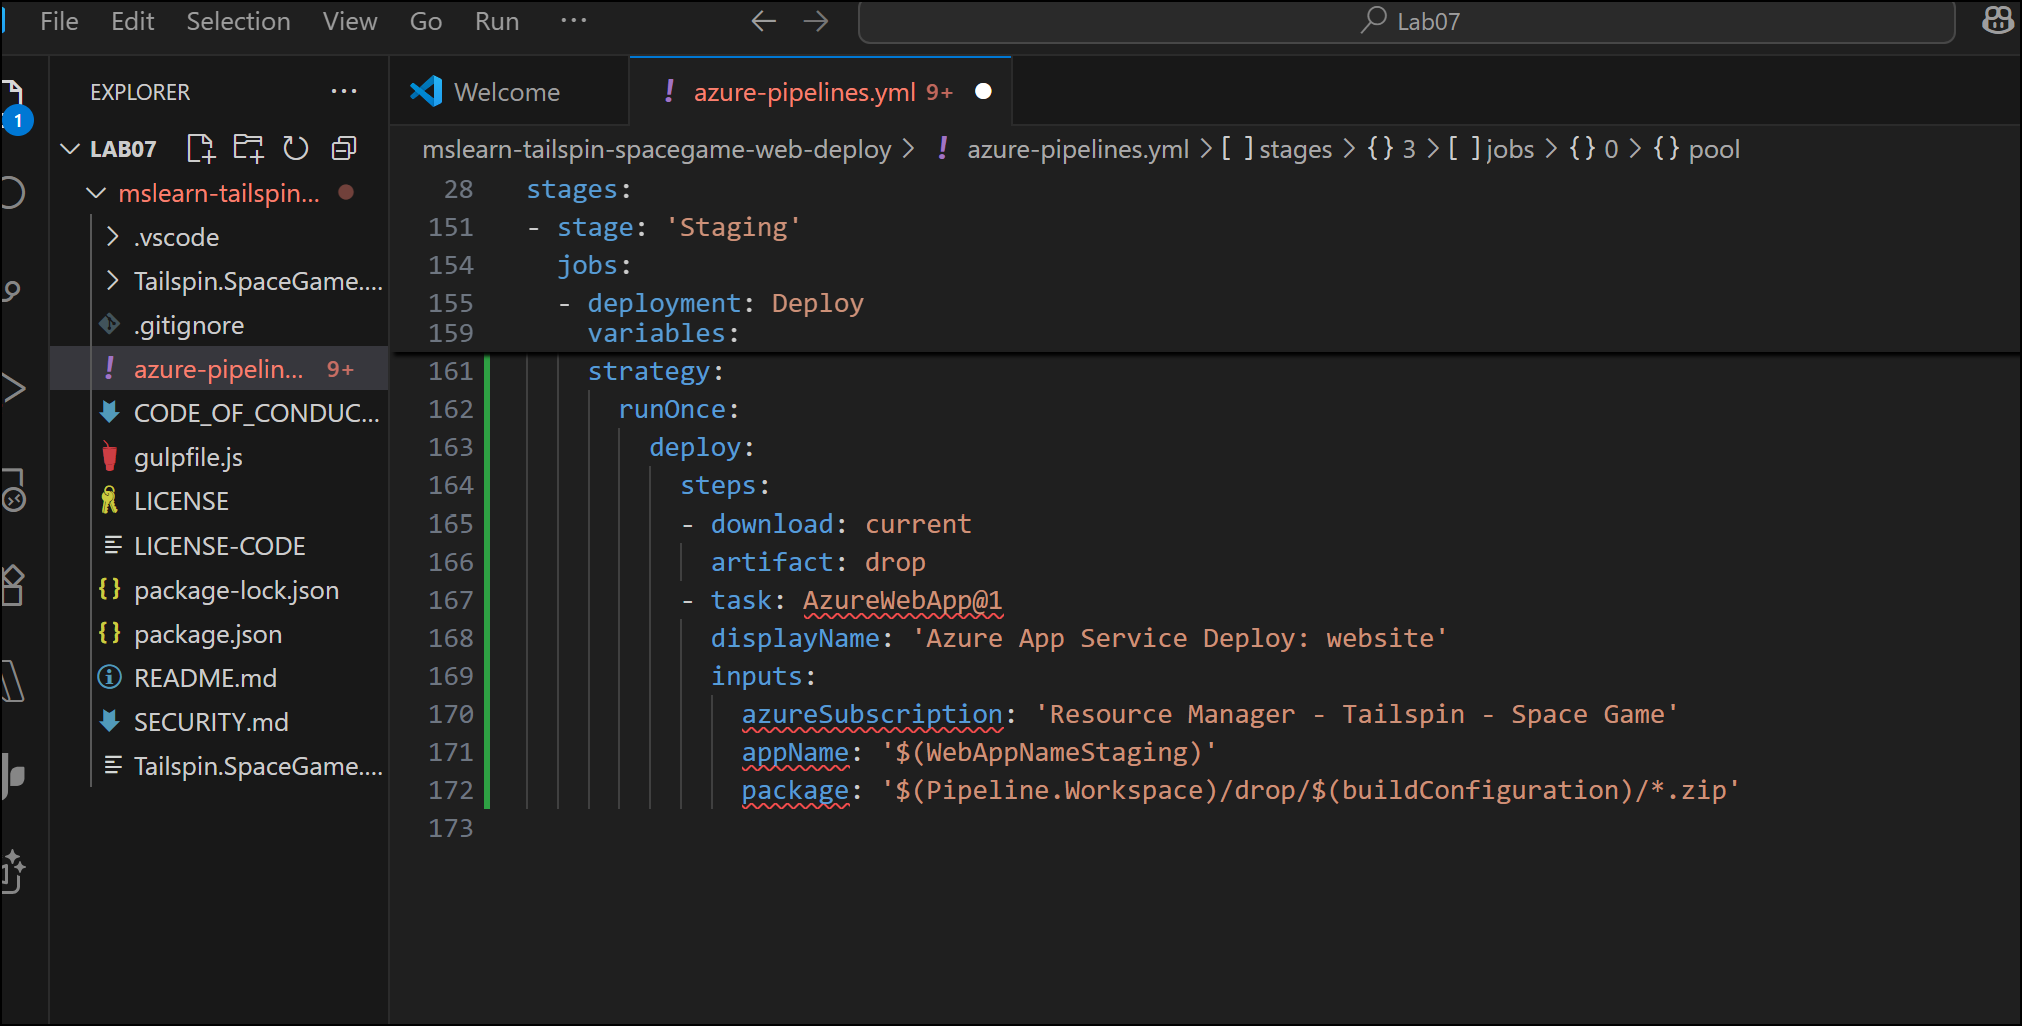 File Edit Selection View Go Run ··· Lab07
EXPLORER ···
Welcome
azure-pipelines.yml 9+
1
LAB07
mslearn-tailspin-spacegame-web-deploy > ! azure-pipelines.yml > [ ] stages > {} 3 > [ ] jobs > {} 0 > {} pool
mslearn-tailspin...
.vscode
Tailspin.SpaceGame....
.gitignore
azure-pipelin... 9+
CODE_OF_CONDUC...
gulpfile.js
LICENSE
LICENSE-CODE
package-lock.json
package.json
README.md
SECURITY.md
Tailspin.SpaceGame....
28 stages:
151 - stage: 'Staging'
154 jobs:
155 - deployment: Deploy
159 variables:
161 strategy:
162 runOnce:
163 deploy:
164 steps:
165 - download: current
166 artifact: drop
167 - task: AzureWebApp@1
168 displayName: 'Azure App Service Deploy: website'
169 inputs:
170 azureSubscription: 'Resource Manager - Tailspin - Space Game'
171 appName: '$(WebAppNameStaging)'
172 package: '$(Pipeline.Workspace)/drop/$(buildConfiguration)/*.zip'
173